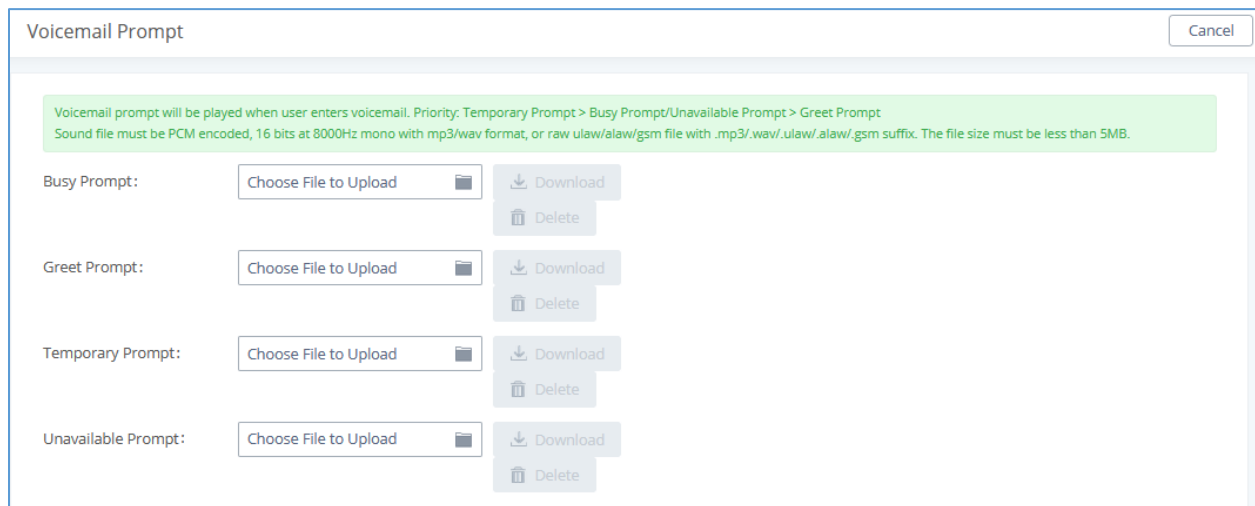 Voicemail Prompt
Cancel
Voicemail prompt will be played when user enters voicemail. Priority: Temporary Prompt > Busy Prompt/Unavailable Prompt > Greet Prompt
Sound file must be PCM encoded, 16 bits at 8000Hz mono with mp3/wav format, or raw ulaw/alaw/gsm file with .mp3/.wav/.ulaw/.alaw/.gsm suffix. The file size must be less than 5MB.
Busy Prompt:
Choose File to Upload
Download
Delete
Greet Prompt:
Choose File to Upload
Download
Delete
Temporary Prompt:
Choose File to Upload
Download
Delete
Unavailable Prompt:
Choose File to Upload
Download
Delete